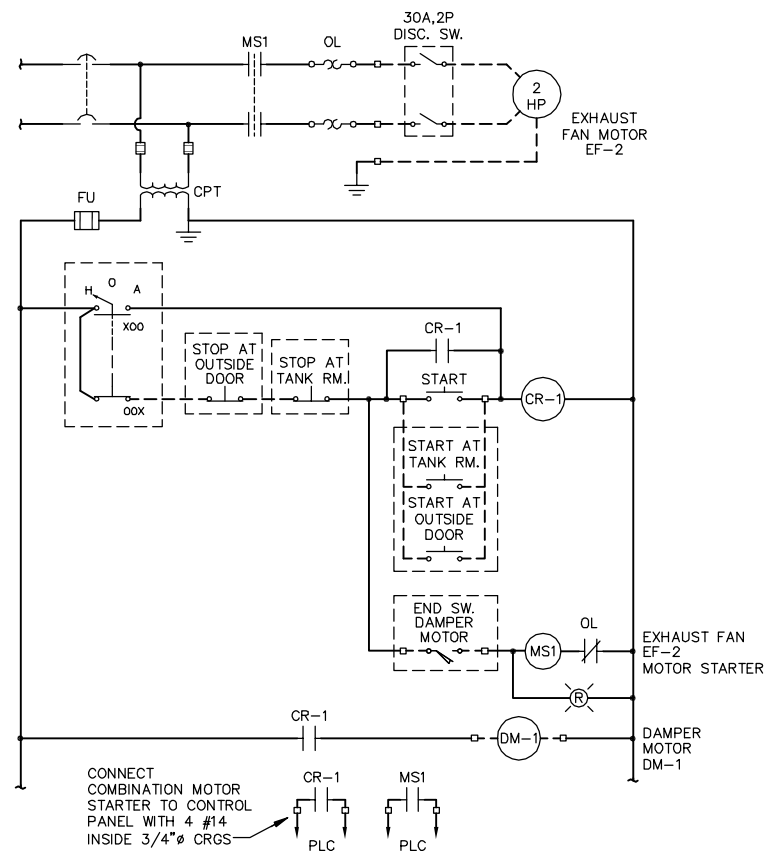 30A,2P
DISC. SW.
MS1
OL
2
HP
EXHAUST
FAN MOTOR
EF-2
CPT
FU
H
O
A
XOO
OOX
STOP AT
OUTSIDE
DOOR
STOP AT
TANK RM.
CR-1
START
CR-1
START AT
TANK RM.
START AT
OUTSIDE
DOOR
END SW.
DAMPER
MOTOR
MS1
OL
EXHAUST FAN
EF-2
MOTOR STARTER
R
CR-1
DM-1
DAMPER
MOTOR
DM-1
CONNECT
COMBINATION MOTOR
STARTER TO CONTROL
PANEL WITH 4 #14
INSIDE 3/4"ø CRGS
CR-1
PLC
MS1
PLC